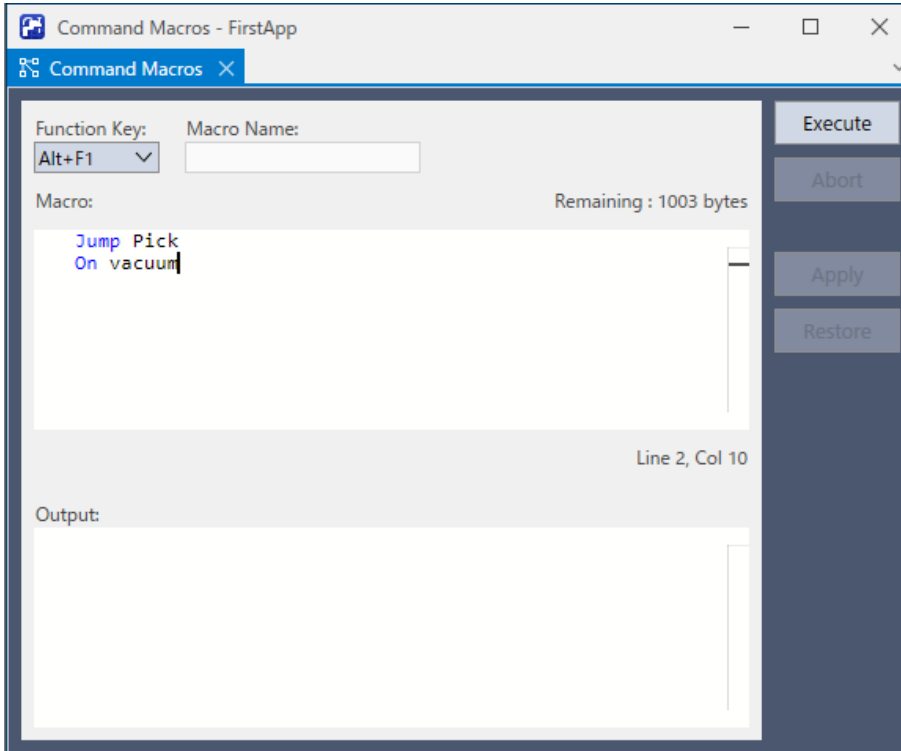 Command Macros - FirstApp
Command Macros
Function Key: Macro Name:
Alt+F1
Execute
Abort
Macro: Remaining : 1003 bytes
Jump Pick
On vacuum
Apply
Restore
Line 2, Col 10
Output: